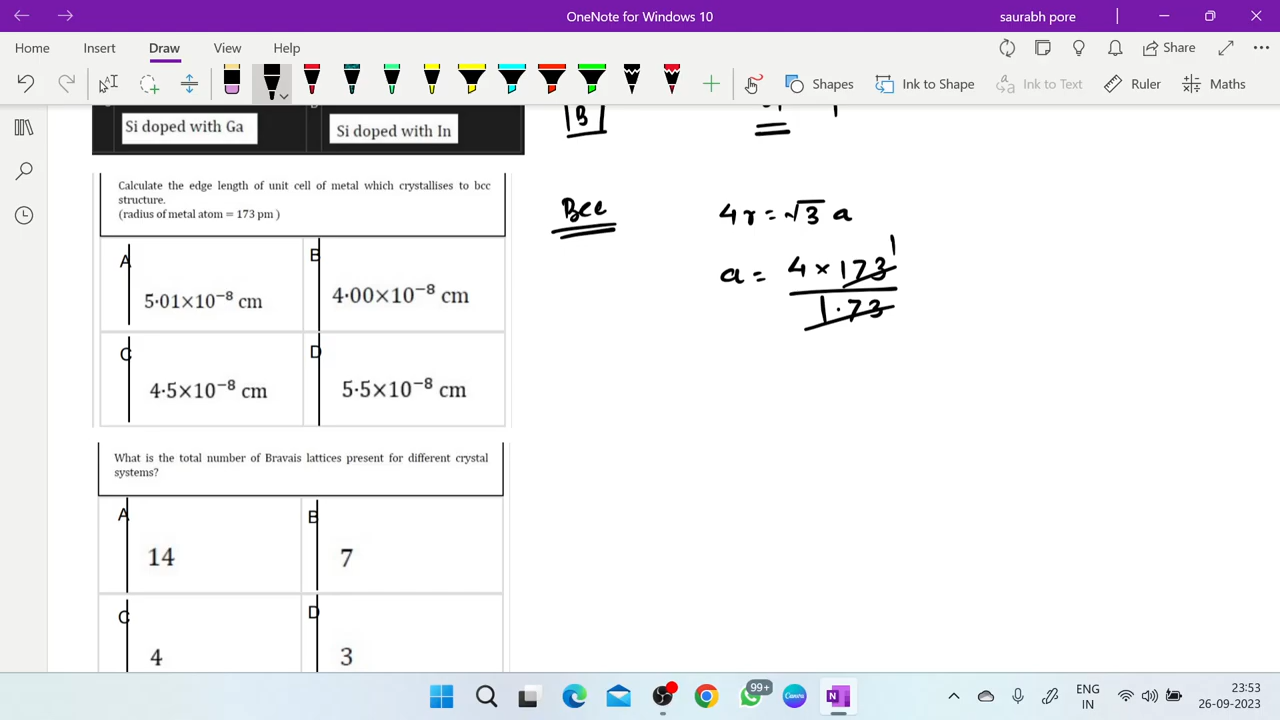 OneNote for Windows 10
saurabh pore
Home
Insert
Draw
View
Help
Share
Shapes
Ink to Shape
Ink to Text
Ruler
Maths
Si doped with Ga
Si doped with In
B
Calculate the edge length of unit cell of metal which crystallises to bcc
structure.
(radius of metal atom = 173 pm )
A
5·01×10⁻⁸ cm
B
4·00×10⁻⁸ cm
C
4·5×10⁻⁸ cm
D
5·5×10⁻⁸ cm
Bcc
4r = √3 a
a = 4 × 173 1
1.73
What is the total number of Bravais lattices present for different crystal
systems?
A
14
B
7
C
4
D
3
99+
ENG
IN
23:53
26-09-2023